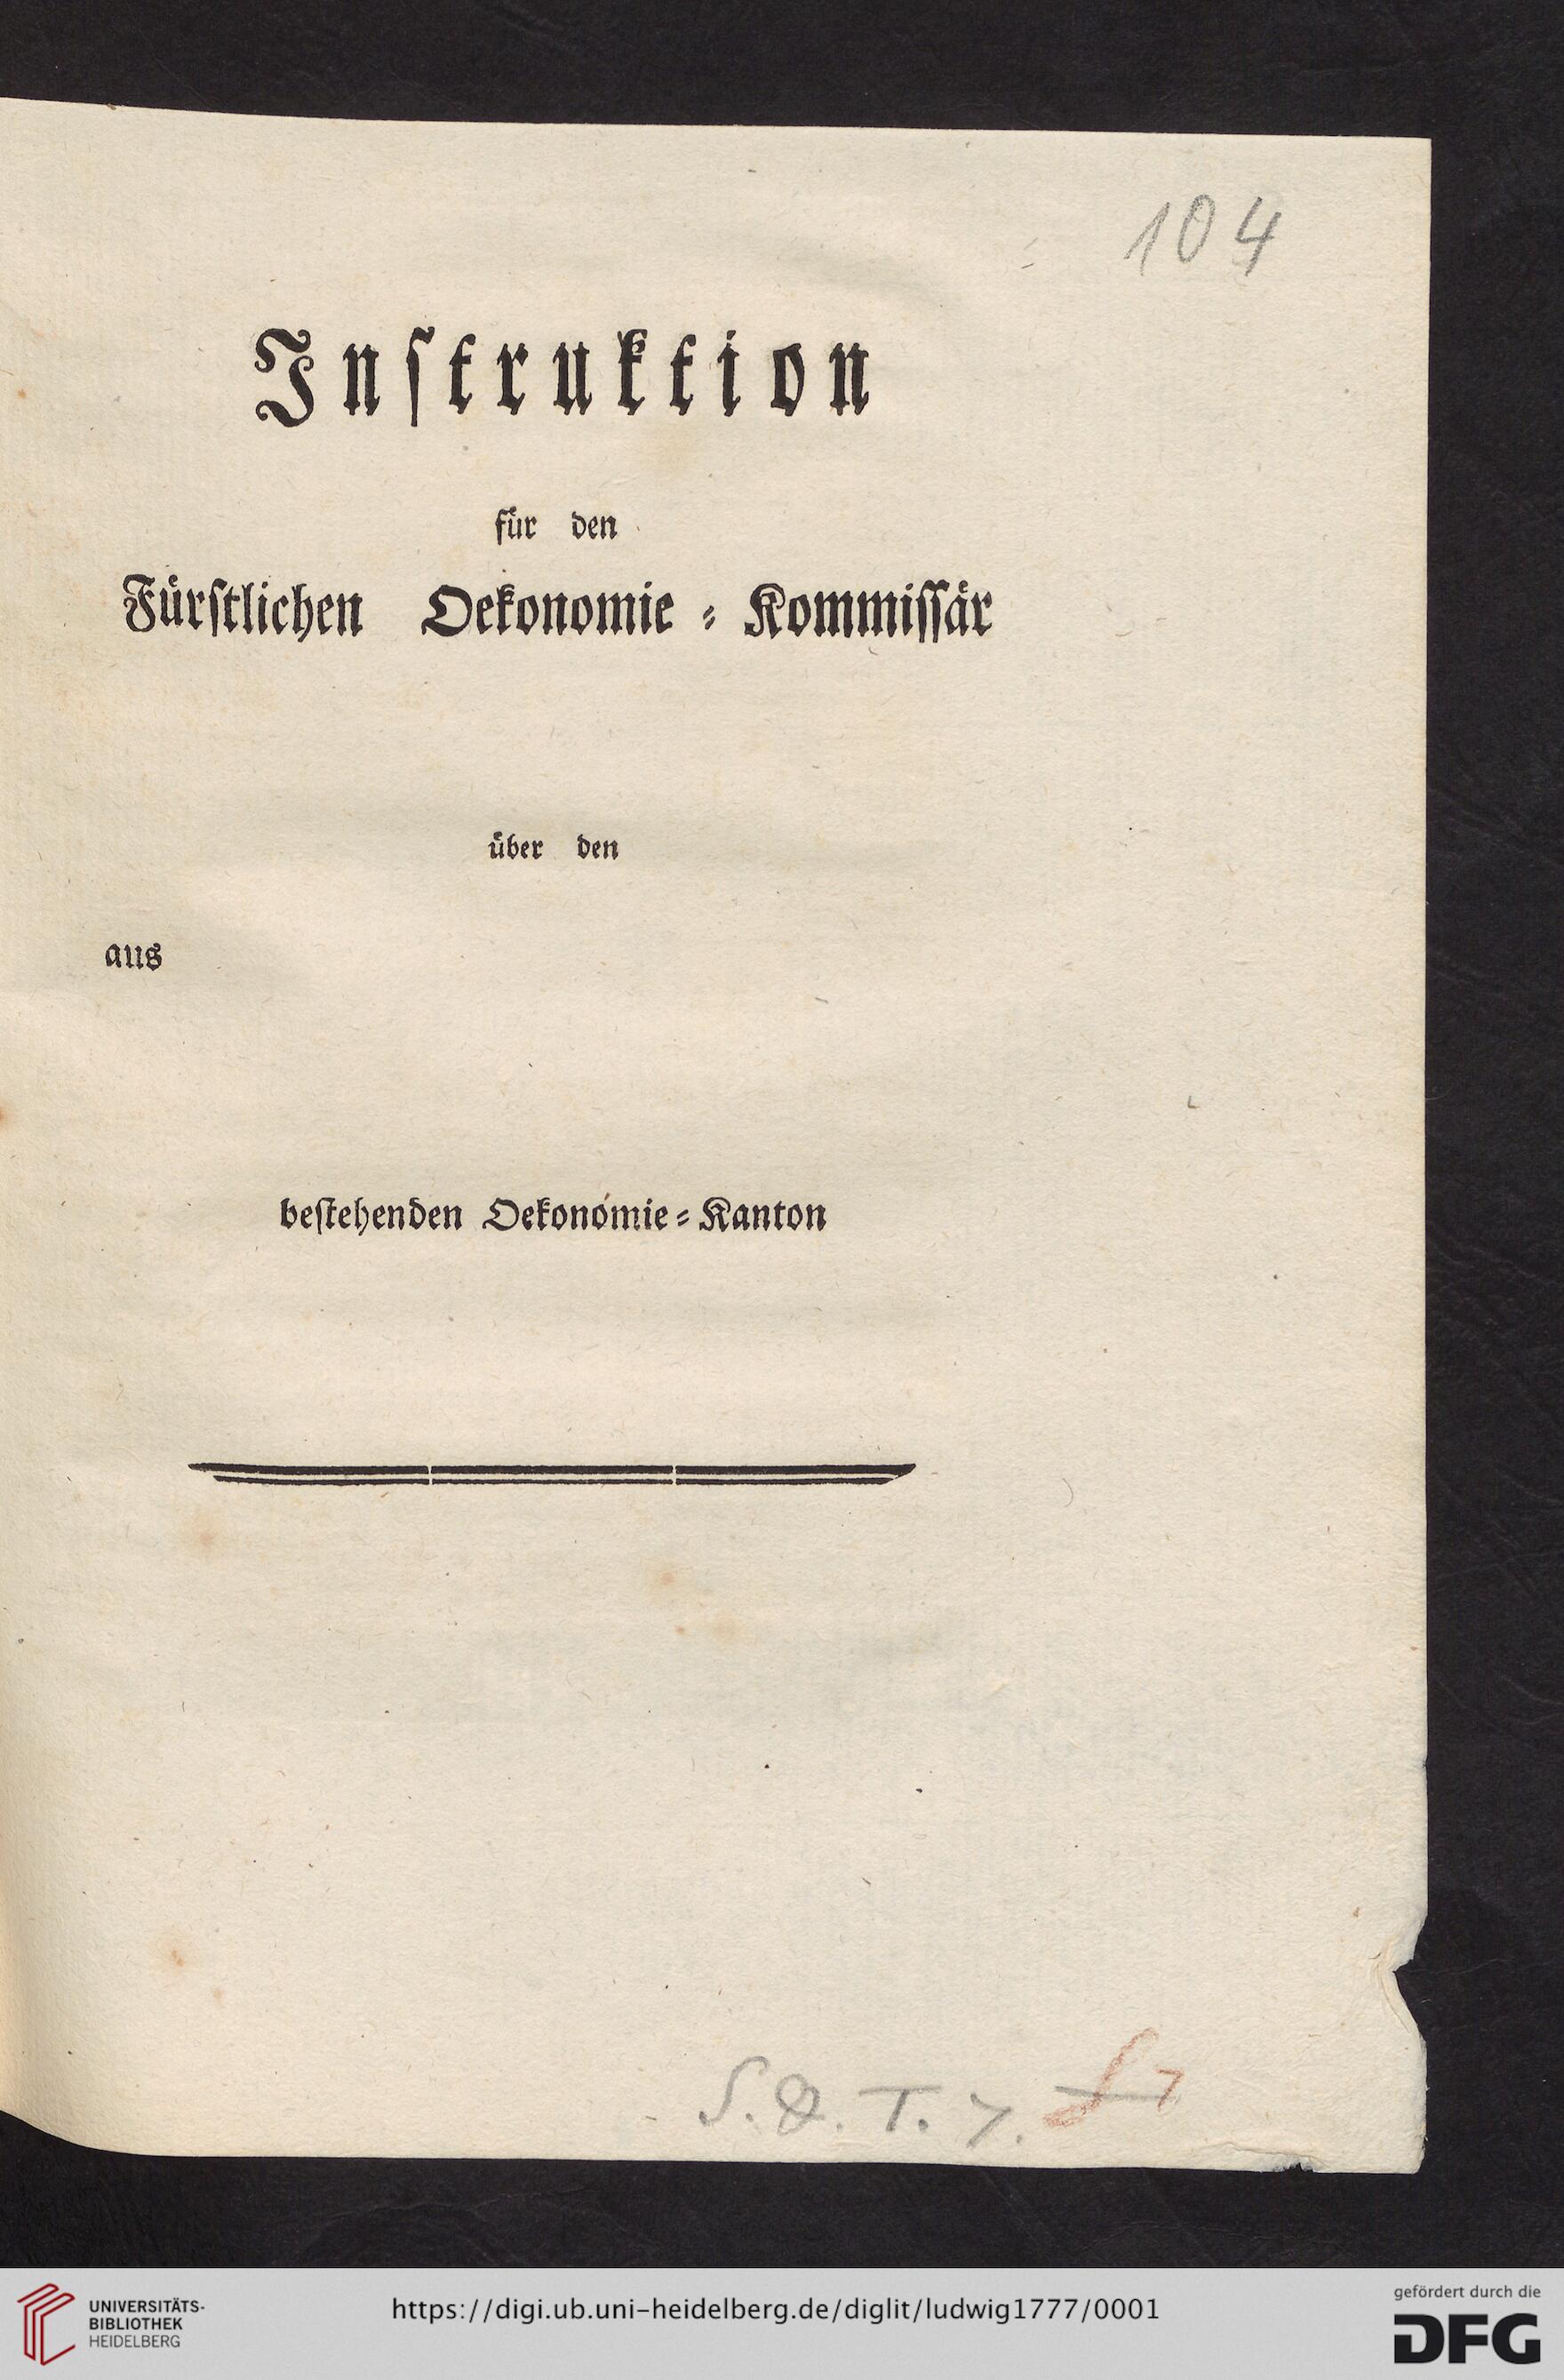 104
Inſtruktion
für den
Fürſtlichen Oekonomie⸗Kommiſſär
über den
aus
beſtehenden Oekonomie⸗Kanton
S. & T. 7.
UNIVERSITÄTS-
BIBLIOTHEK
HEIDELBERG
https://digi.ub.uni-heidelberg.de/diglit/ludwig1777/0001
gefördert durch die
DFG